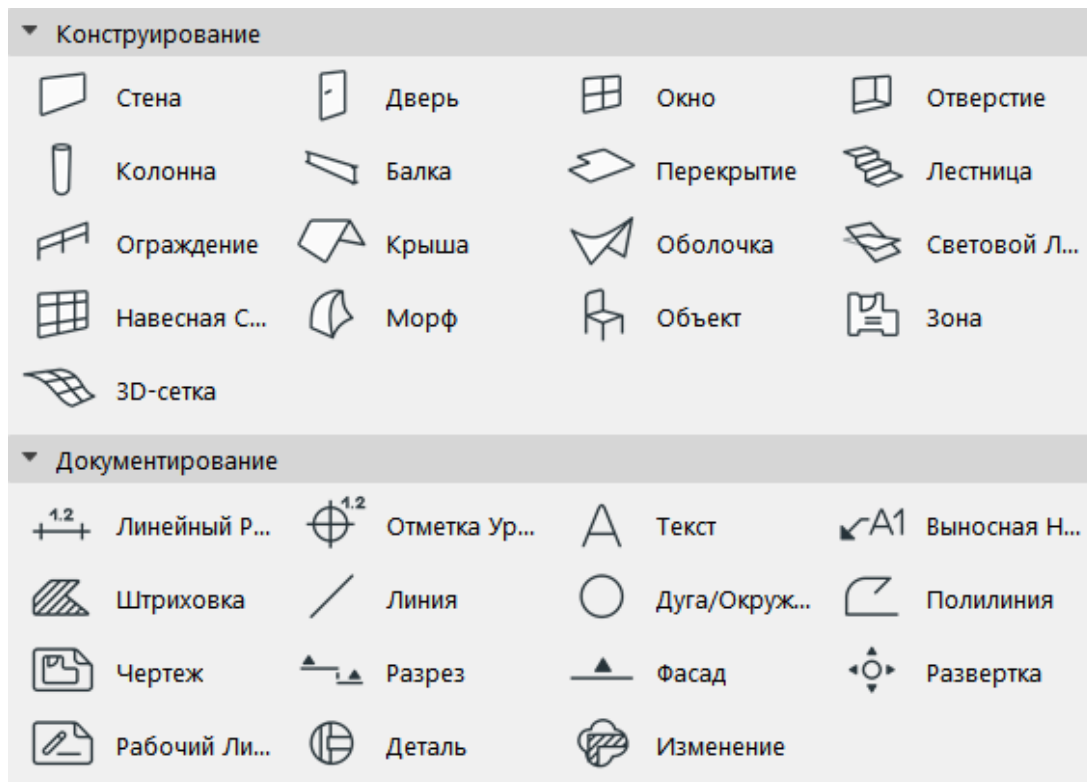 Конструирование
Стена Дверь Окно Отверстие
Колонна Балка Перекрытие Лестница
Ограждение Крыша Оболочка Световой Л...
Навесная С... Морф Объект Зона
3D-сетка
Документирование
1.2 Линейный Р... 1.2 Отметка Ур... A Текст A1 Выносная Н...
Штриховка Линия Дуга/Окруж... Полилиния
Чертеж Разрез Фасад Развертка
Рабочий Ли... Деталь Изменение